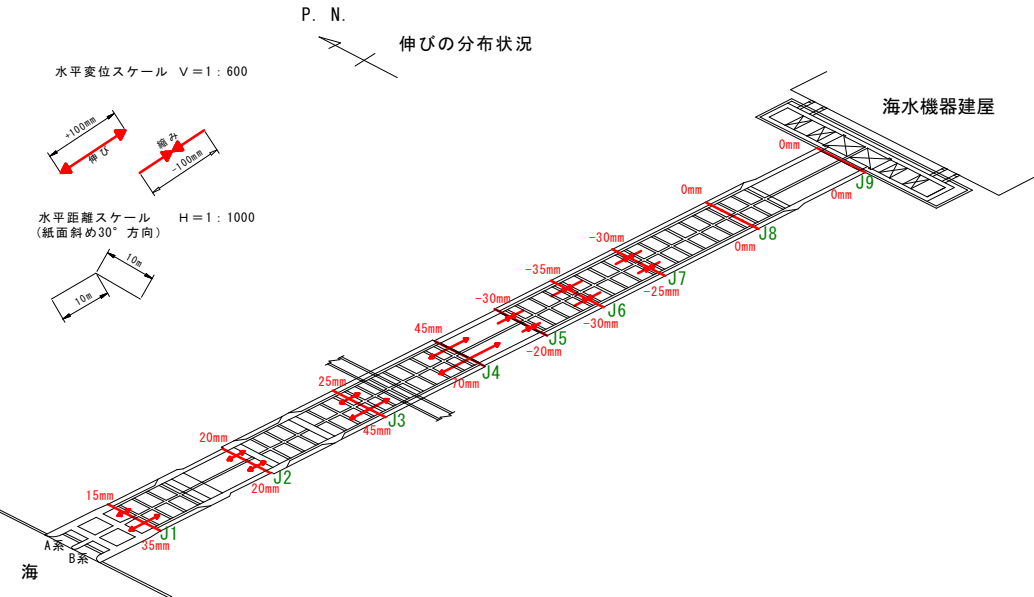 P. N.
伸びの分布状況
水平変位スケール V＝1：600
+100mm
伸び
縮み
-100mm
水平距離スケール H＝1：1000
(紙面斜め30°方向)
10m
10m
海水機器建屋
0mm
J9
0mm
0mm
J8
0mm
-30mm
J7
-25mm
-35mm
J6
-30mm
-30mm
J5
-20mm
45mm
J4
70mm
25mm
J3
45mm
20mm
J2
20mm
15mm
J1
35mm
A系
B系
海